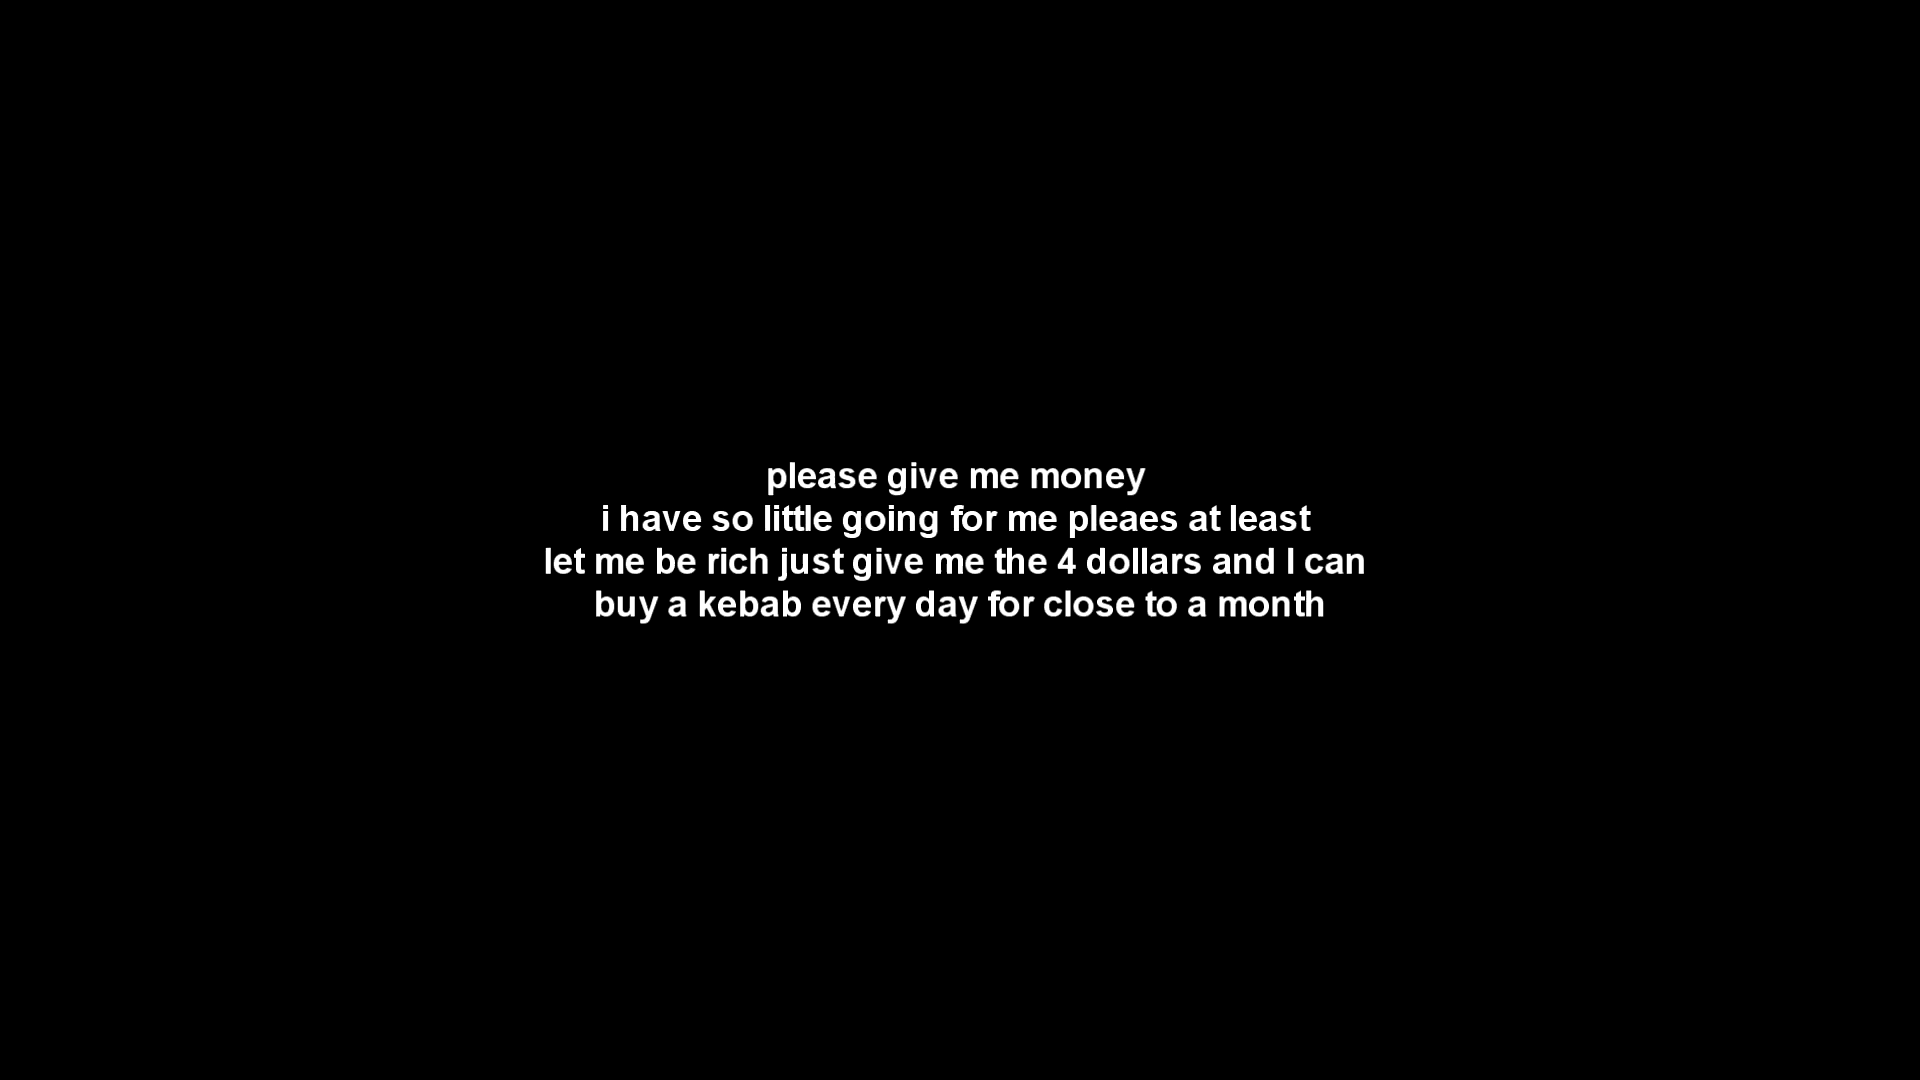 please give me money
i have so little going for me pleaes at least
let me be rich just give me the 4 dollars and I can
buy a kebab every day for close to a month